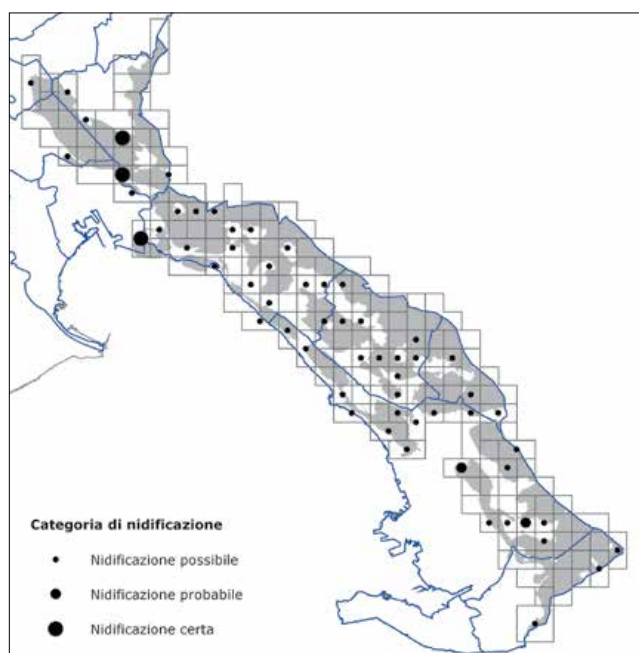 Categoria di nidificazione
Nidificazione possibile
Nidificazione probabile
Nidificazione certa